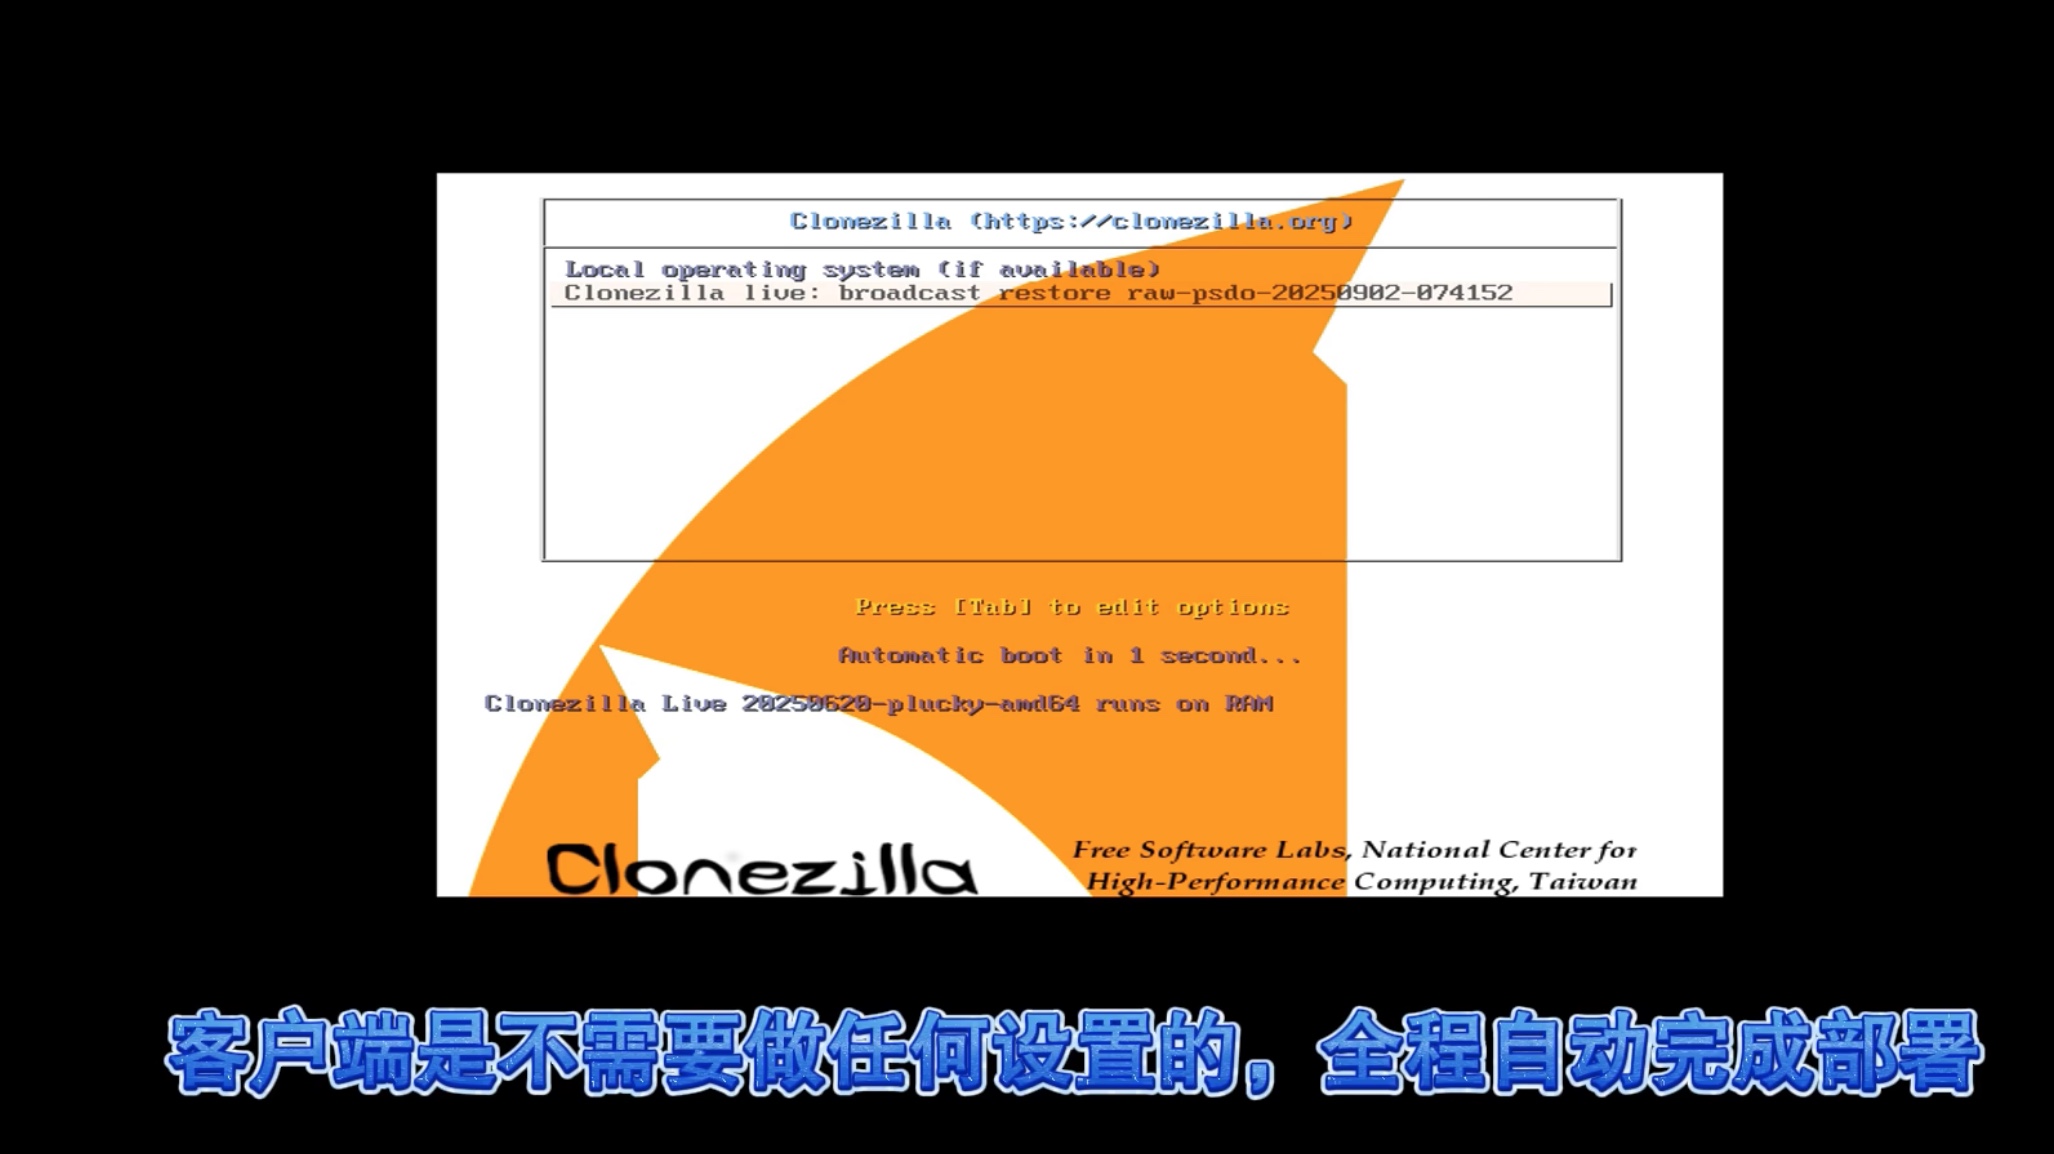 Clonezilla (https://clonezilla.org)
Local operating system (if available)
Clonezilla live: broadcast restore raw-psdo-20250902-074152
Press [Tab] to edit options
Automatic boot in 1 second...
Clonezilla Live 20250620-plucky-amd64 runs on RAM
Clonezilla
Free Software Labs, National Center for
High-Performance Computing, Taiwan
客户端是不需要做任何设置的，全程自动完成部署